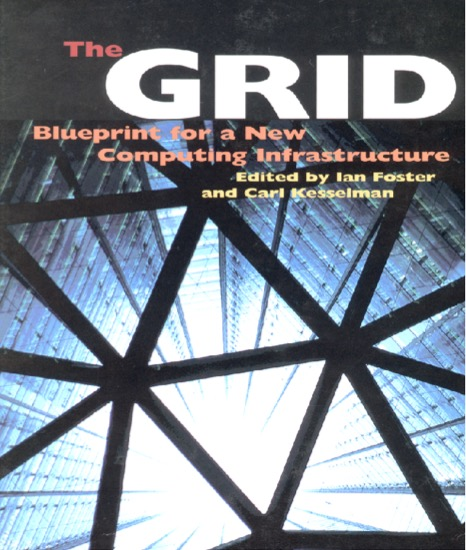 The
GRID
Blueprint for a New
Computing Infrastructure
Edited by Ian Foster
and Carl Kesselman